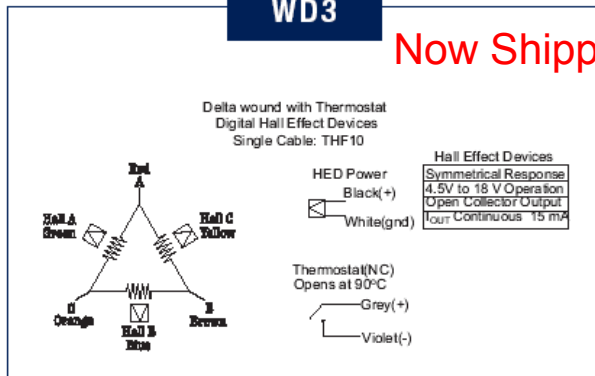 WD3
Now Shipp
Delta wound with Thermostat
Digital Hall Effect Devices
Single Cable: THF10
Red
A
Hall A
Green
Hall C
Yellow
C
Orange
Hall B
Blue
B
Brown
HED Power
Black(+)
White(gnd)
Hall Effect Devices
Symmetrical Response
4.5V to 18 V Operation
Open Collector Output
IOUT Continuous 15 mA
Thermostat(NC)
Opens at 90ºC
Grey(+)
Violet(-)